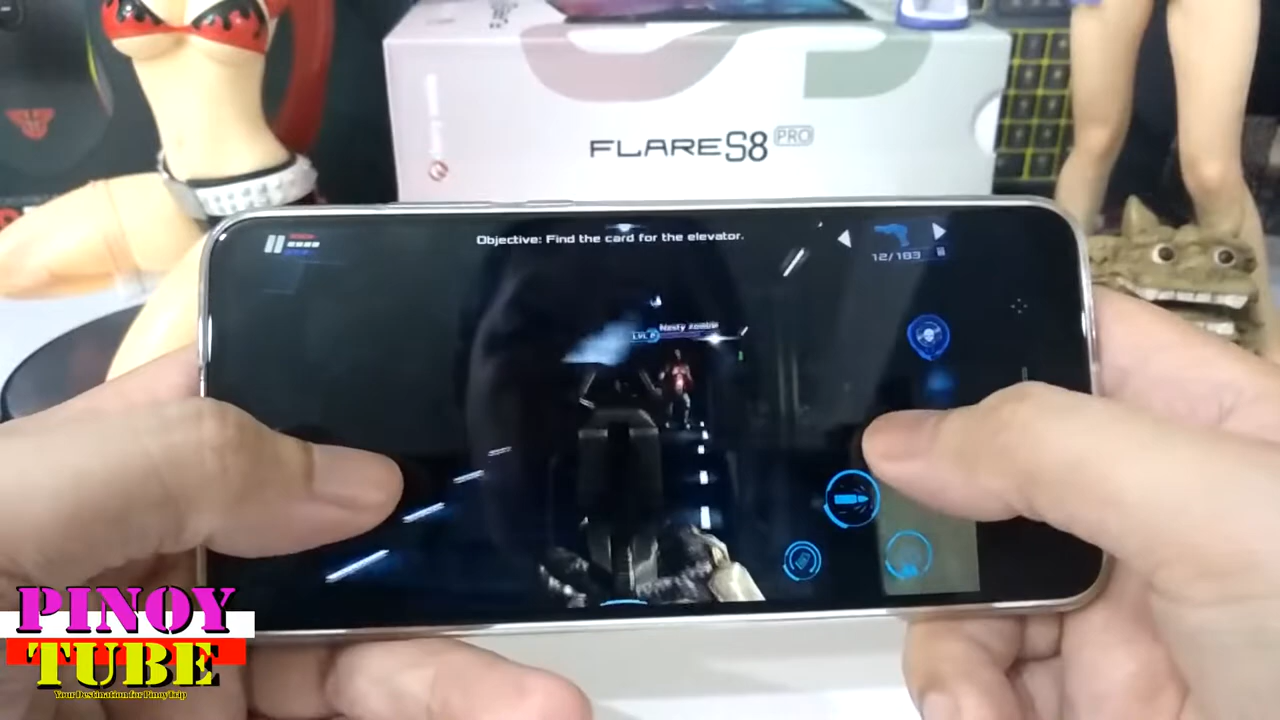 FLARE S8 PRO
Objective: Find the card for the elevator.
12/183
Nasty zombie
PINOY
TUBE
Your Destination for PinoyTrip